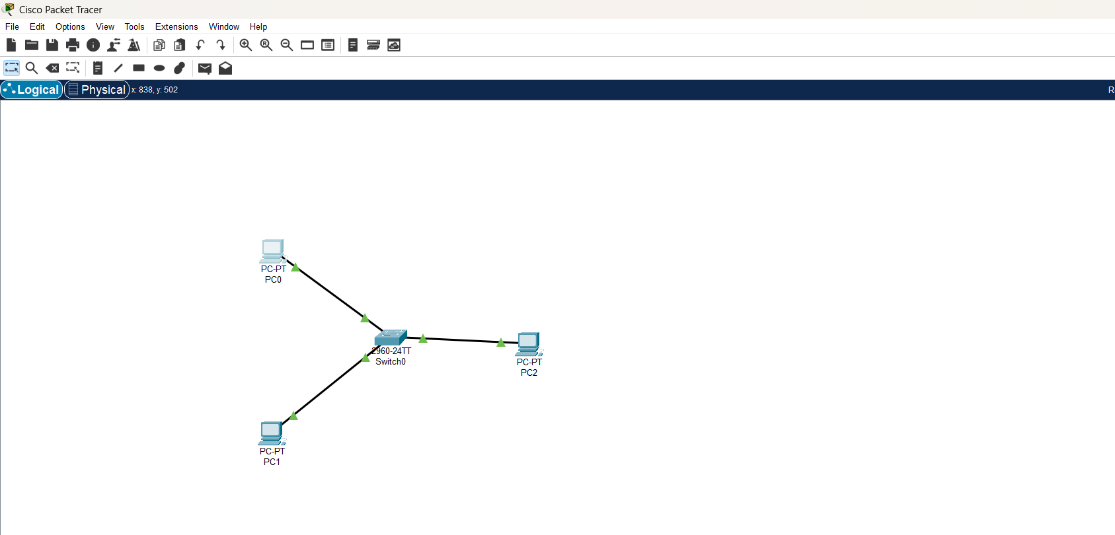 Cisco Packet Tracer
File Edit Options View Tools Extensions Window Help
Logical Physical x: 838, y: 502 R
PC-PT
PC0
2960-24TT
Switch0
PC-PT
PC2
PC-PT
PC1